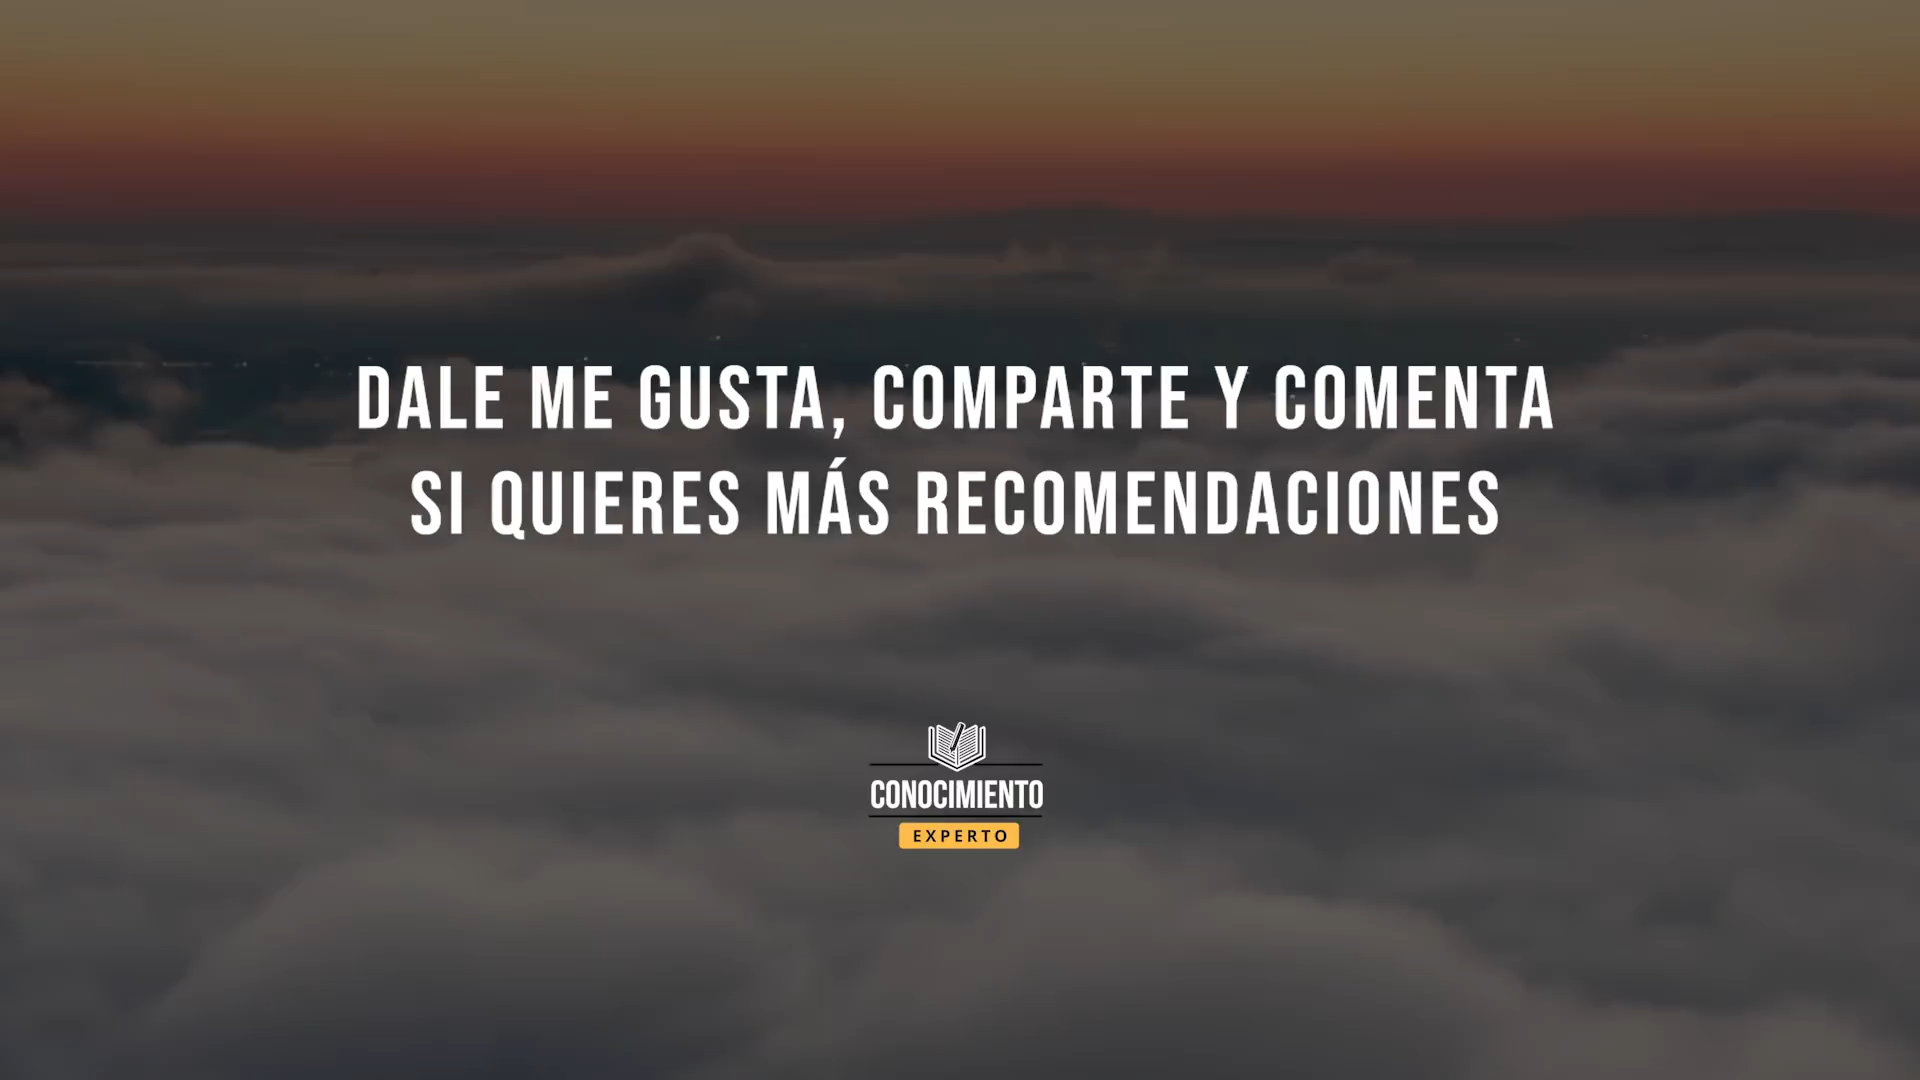 DALE ME GUSTA, COMPARTE Y COMENTA
SI QUIERES MÁS RECOMENDACIONES
CONOCIMIENTO
EXPERTO